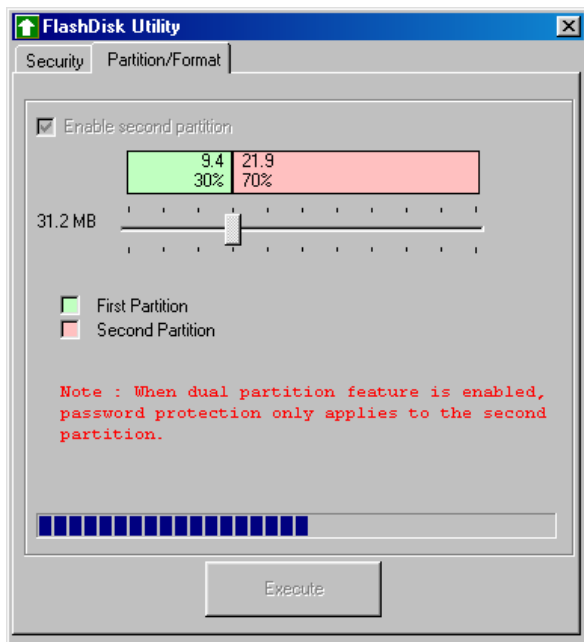 FlashDisk Utility
Security Partition/Format
Enable second partition
9.4 21.9
30% 70%
31.2 MB
First Partition
Second Partition
Note : When dual partition feature is enabled,
password protection only applies to the second
partition.
Execute